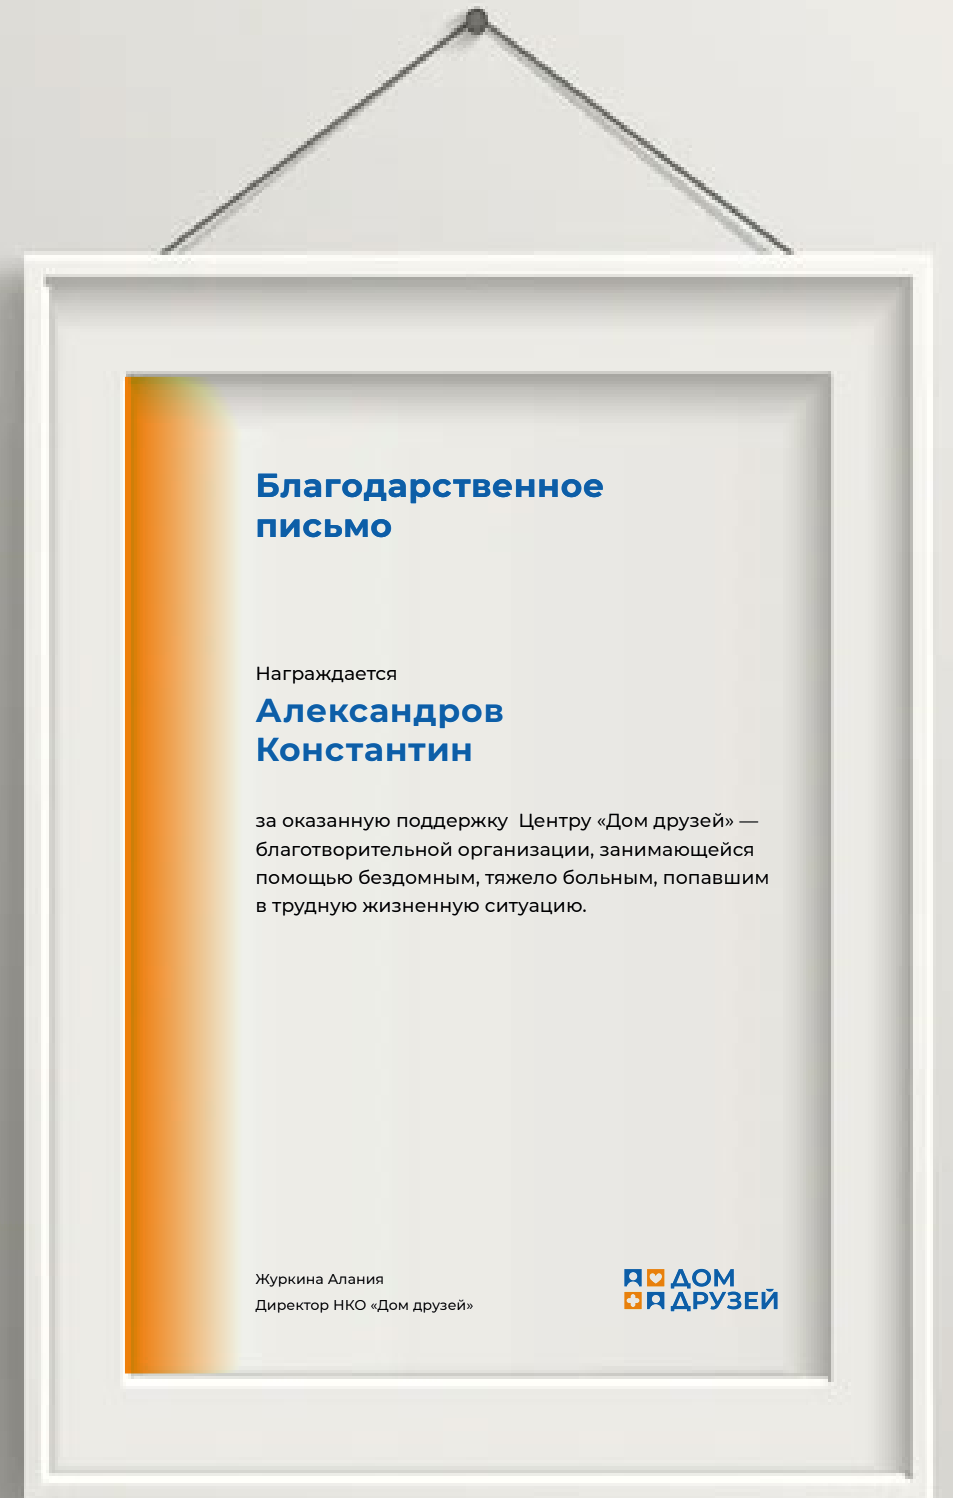 Благодарственное
письмо
Награждается
Александров
Константин
за оказанную поддержку  Центру «Дом друзей» —
благотворительной организации, занимающейся
помощью бездомным, тяжело больным, попавшим
в трудную жизненную ситуацию.
Журкина Алания
Директор НКО «Дом друзей»
ДОМ
ДРУЗЕЙ